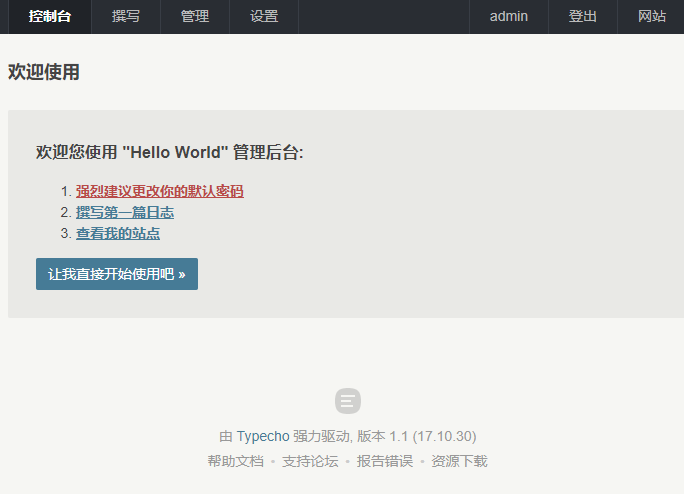 控制台 撰写 管理 设置 admin 登出 网站
欢迎使用
欢迎您使用 "Hello World" 管理后台:
1. 强烈建议更改你的默认密码
2. 撰写第一篇日志
3. 查看我的站点
让我直接开始使用吧 »
由 Typecho 强力驱动, 版本 1.1 (17.10.30)
帮助文档 • 支持论坛 • 报告错误 • 资源下载